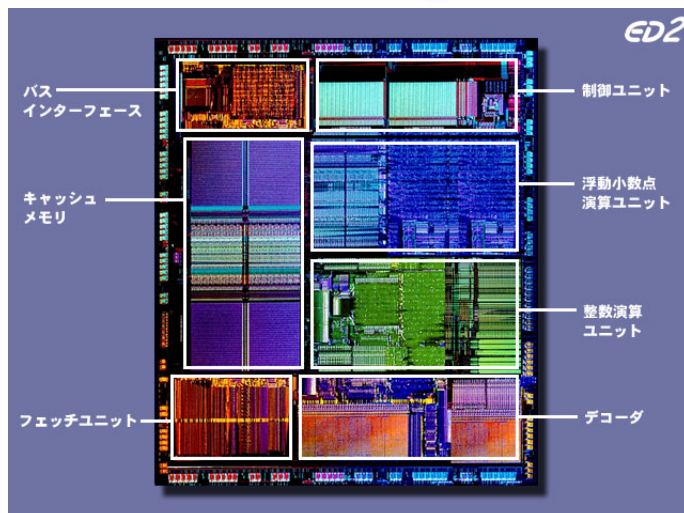 ED2
バス
インターフェース
制御ユニット
キャッシュ
メモリ
浮動小数点
演算ユニット
整数演算
ユニット
フェッチユニット
デコーダ